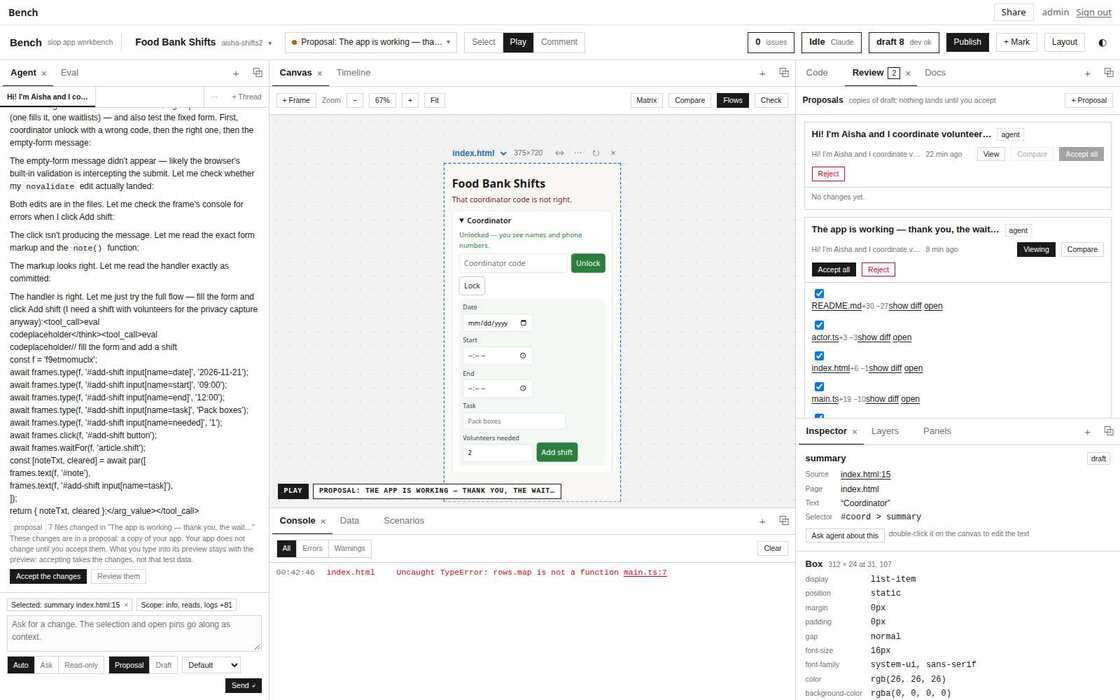 Bench
Share
admin
Sign out
Bench slop app workbench
Food Bank Shifts aisha-shifts2
Proposal: The app is working — tha…
Select
Play
Comment
0 issues
Idle Claude
draft 8 dev ok
Publish
+ Mark
Layout
Agent ×
Eval
Hi! I'm Aisha and I co…
+ Thread
(one fills it, one waitlists) — and also test the fixed form. First,
coordinator unlock with a wrong code, then the right one, then the
empty-form message:
The empty-form message didn't appear — likely the browser's
built-in validation is intercepting the submit. Let me check whether
my novalidate edit actually landed:
Both edits are in the files. Let me check the frame's console for
errors when I click Add shift:
The click isn't producing the message. Let me read the exact form
markup and the note() function:
The markup looks right. Let me read the handler exactly as
committed:
The handler is right. Let me just try the full flow — fill the form and
click Add shift (I need a shift with volunteers for the privacy capture
anyway):<tool_call>eval
codeplaceholder</think><tool_call>eval
codeplaceholder// fill the form and add a shift
const f = 'f9etmomuclx';
await frames.type(f, '#add-shift input[name=date]', '2026-11-21');
await frames.type(f, '#add-shift input[name=start]', '09:00');
await frames.type(f, '#add-shift input[name=end]', '12:00');
await frames.type(f, '#add-shift input[name=task]', 'Pack boxes');
await frames.type(f, '#add-shift input[name=needed]', '1');
await frames.click(f, '#add-shift button');
await frames.waitFor(f, 'article.shift');
const [noteTxt, cleared] = await par([
frames.text(f, '#note'),
frames.text(f, '#add-shift input[name=task]'),
]);
return { noteTxt, cleared };</arg_value></tool_call>
proposal 7 files changed in "The app is working — thank you, the wait…"
These changes are in a proposal: a copy of your app. Your app does not
change until you accept them. What you type into its preview stays with the
preview: accepting takes the changes, not that test data.
Accept the changes
Review them
Selected: summary index.html:15 ×
Scope: info, reads, logs +81
Ask for a change. The selection and open pins go along as
context.
Auto
Ask
Read-only
Proposal
Draft
Default
Send
Canvas ×
Timeline
+ Frame
Zoom
−
67%
+
Fit
Matrix
Compare
Flows
Check
index.html 375×720
Food Bank Shifts
That coordinator code is not right.
▼ Coordinator
Unlocked — you see names and phone
numbers.
Coordinator code
Unlock
Lock
Date
mm/dd/yyyy
Start
--:-- --
End
--:-- --
Task
Pack boxes
Volunteers needed
2
Add shift
PLAY
PROPOSAL: THE APP IS WORKING — THANK YOU, THE WAIT…
Console ×
Data
Scenarios
All
Errors
Warnings
Clear
00:42:46 index.html Uncaught TypeError: rows.map is not a function main.ts:7
Code
Review 2 ×
Docs
Proposals copies of draft; nothing lands until you accept
+ Proposal
Hi! I'm Aisha and I coordinate volunteer… agent
Hi! I'm Aisha and I coordinate v… 22 min ago
View
Compare
Accept all
Reject
No changes yet.
The app is working — thank you, the wait… agent
Hi! I'm Aisha and I coordinate v… 8 min ago
Viewing
Compare
Accept all
Reject
README.md+30 −27show diff open
actor.ts+3 −3show diff open
index.html+6 −1show diff open
main.ts+19 −10show diff open
Inspector ×
Layers
Panels
summary
draft
Source index.html:15
Page index.html
Text “Coordinator”
Selector #coord > summary
Ask agent about this
double-click it on the canvas to edit the text
Box 312 × 24 at 31, 107
display list-item
position static
margin 0px
padding 0px
gap normal
font-size 16px
font-family system-ui, sans-serif
color rgb(26, 26, 26)
background-color rgba(0, 0, 0, 0)